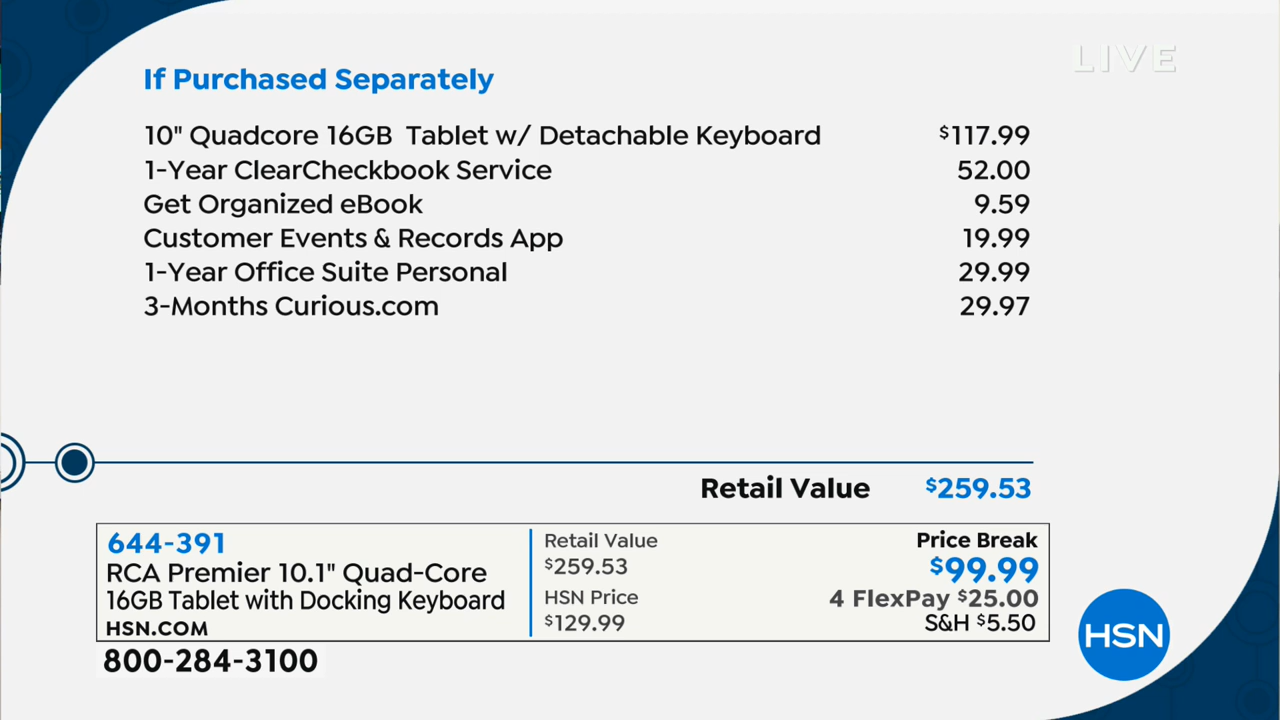 LIVE
If Purchased Separately
10" Quadcore 16GB Tablet w/ Detachable Keyboard $117.99
1-Year ClearCheckbook Service 52.00
Get Organized eBook 9.59
Customer Events & Records App 19.99
1-Year Office Suite Personal 29.99
3-Months Curious.com 29.97
Retail Value $259.53
644-391
RCA Premier 10.1" Quad-Core
16GB Tablet with Docking Keyboard
HSN.COM
Retail Value
$259.53
HSN Price
$129.99
Price Break
$99.99
4 FlexPay $25.00
S&H $5.50
800-284-3100
HSN